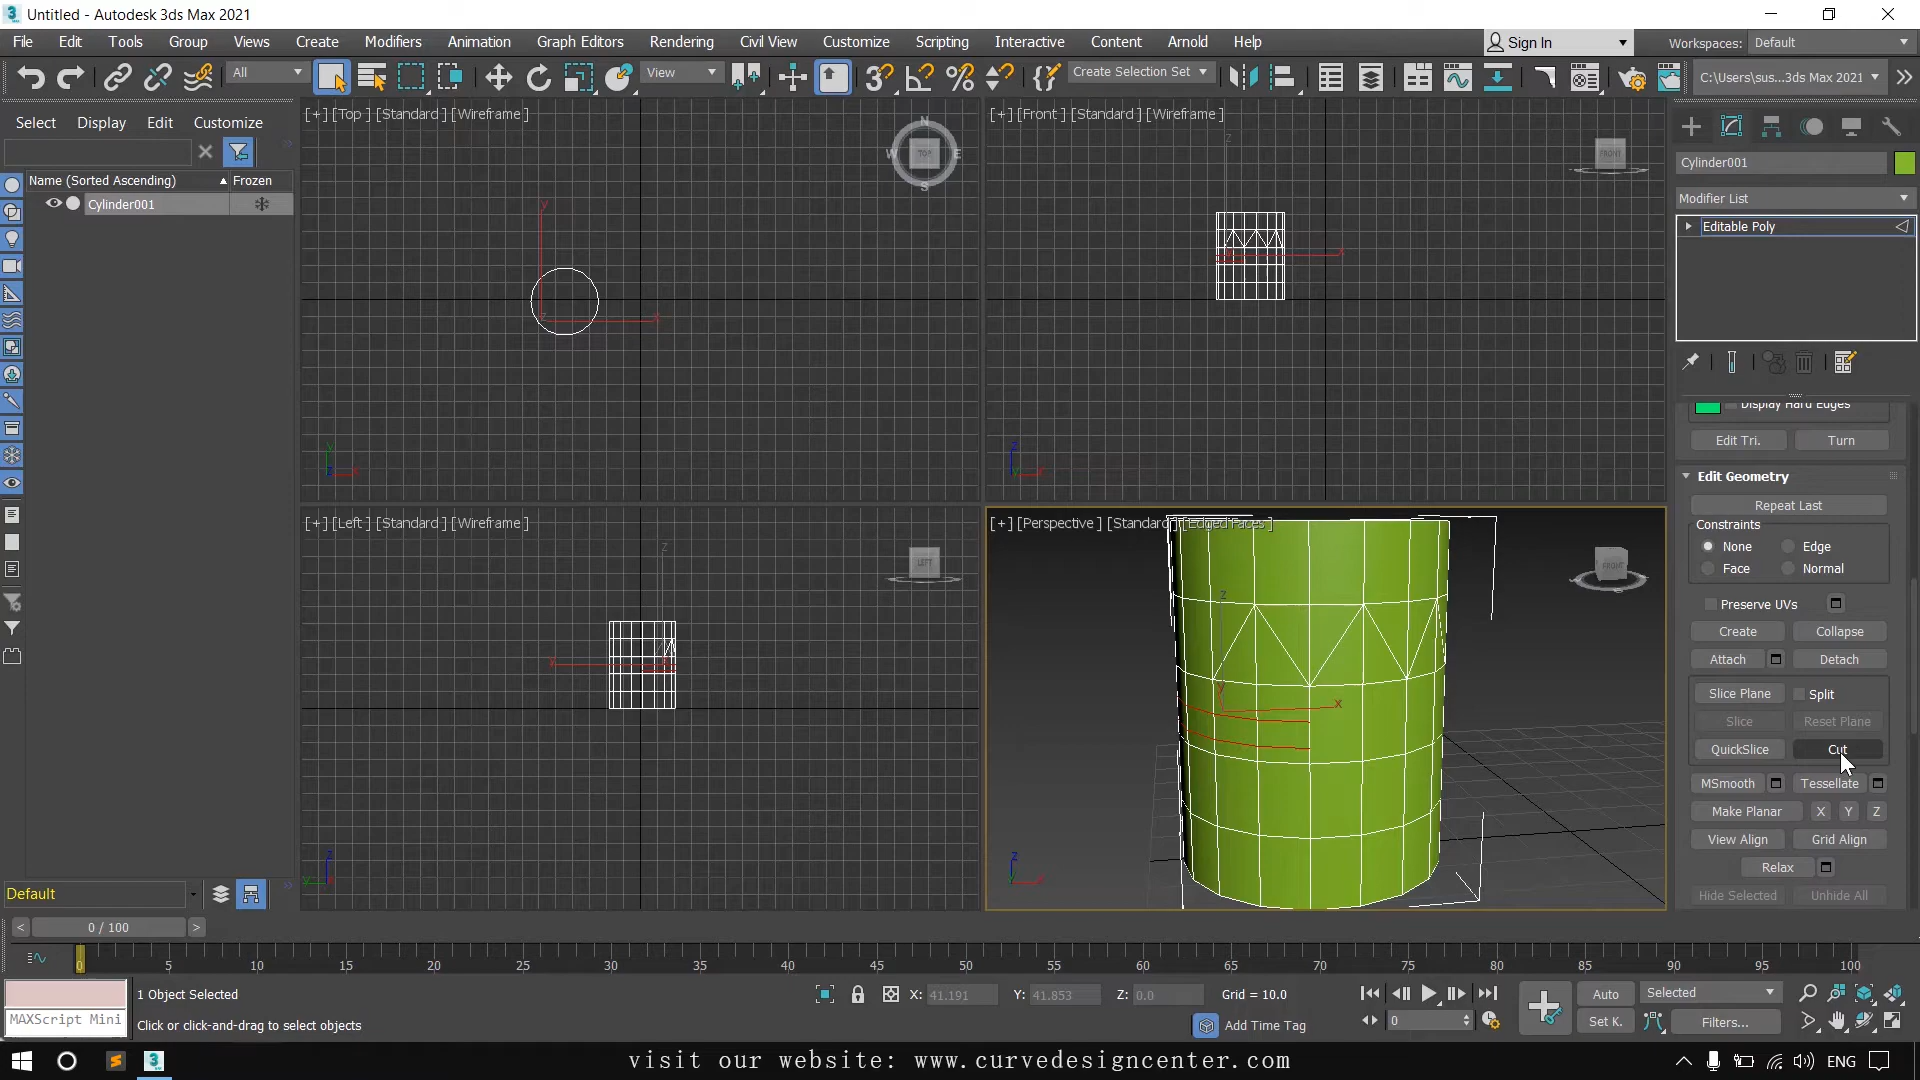 Untitled - Autodesk 3ds Max 2021
File Edit Tools Group Views Create Modifiers Animation Graph Editors Rendering Civil View Customize Scripting Interactive Content Arnold Help Sign In Workspaces: Default
All View Create Selection Set C:\Users\sus...3ds Max 2021
Select Display Edit Customize
Name (Sorted Ascending) Frozen
Cylinder001
[+] [Top ] [Standard ] [Wireframe ]
N
W TOP E
S
y
x
y
z x
[+] [Front ] [Standard ] [Wireframe ]
FRONT
z
x
z
x
[+] [Left ] [Standard ] [Wireframe ]
LEFT
z
y
z
y
[+] [Perspective ] [Standard ] [Edged Faces ]
FRONT
z
y
x
z
Cylinder001
Modifier List
Editable Poly
Display Hard Edges
Edit Tri. Turn
Edit Geometry
Repeat Last
Constraints
None Edge
Face Normal
Preserve UVs
Create Collapse
Attach Detach
Slice Plane Split
Slice Reset Plane
QuickSlice Cut
MSmooth Tessellate
Make Planar X Y Z
View Align Grid Align
Relax
Hide Selected Unhide All
Default
< 0 / 100 >
0 5 10 15 20 25 30 35 40 45 50 55 60 65 70 75 80 85 90 95 100
1 Object Selected X: 41.191 Y: 41.853 Z: 0.0 Grid = 10.0 Auto Selected
MAXScript Mini Click or click-and-drag to select objects Add Time Tag 0 Set K. Filters...
visit our website: www.curvedesigncenter.com
ENG